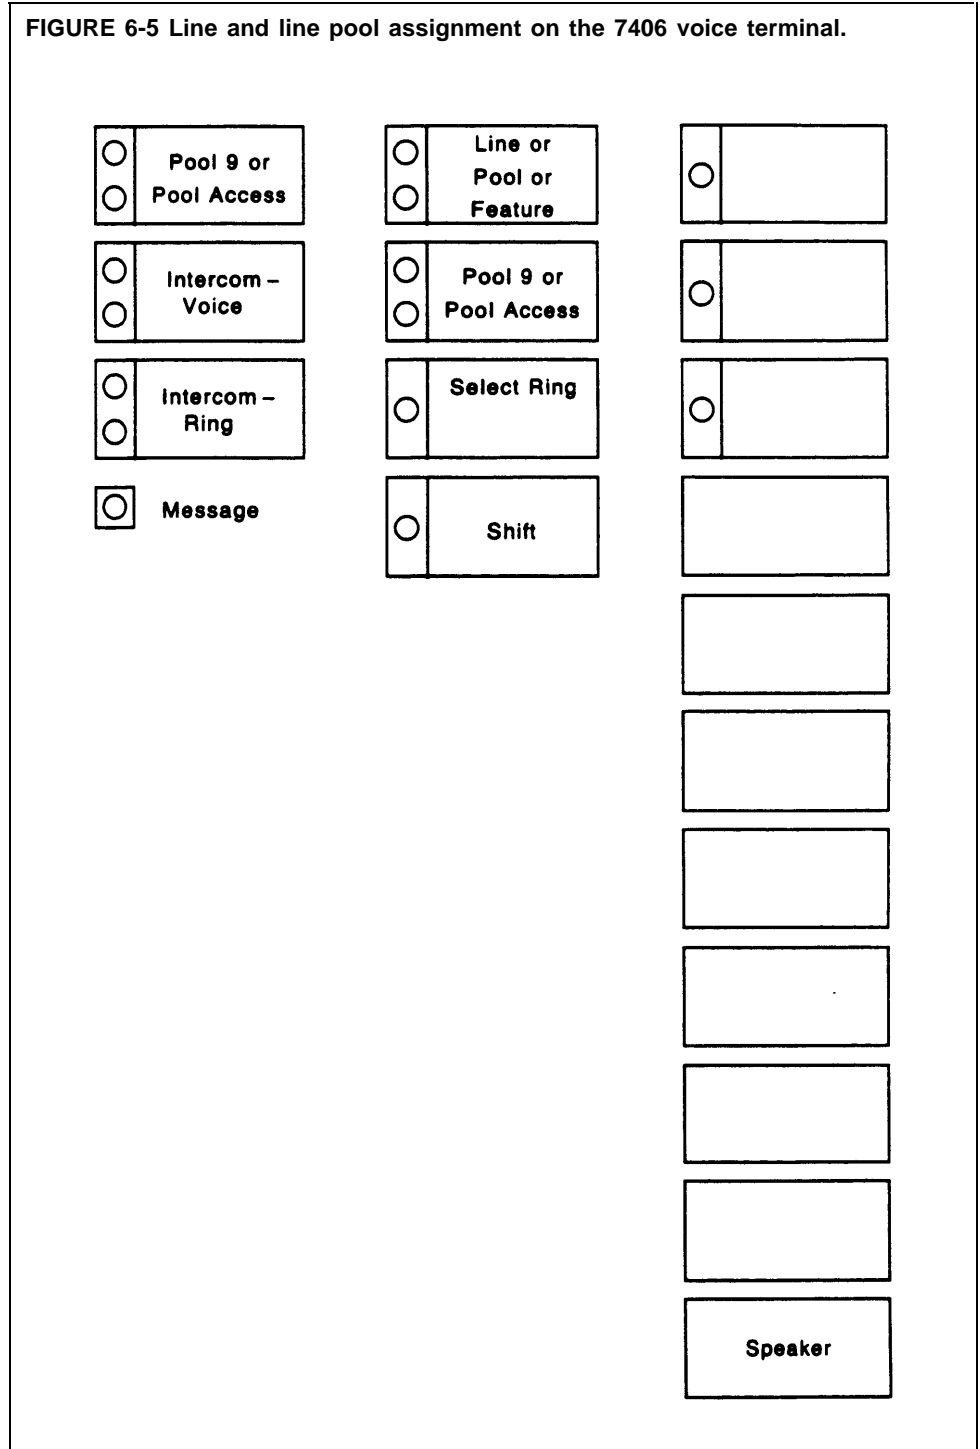 FIGURE 6-5 Line and line pool assignment on the 7406 voice terminal.
Pool 9 or
Pool Access
Intercom –
Voice
Intercom –
Ring
Message
Line or
Pool or
Feature
Pool 9 or
Pool Access
Select Ring
Shift
Speaker